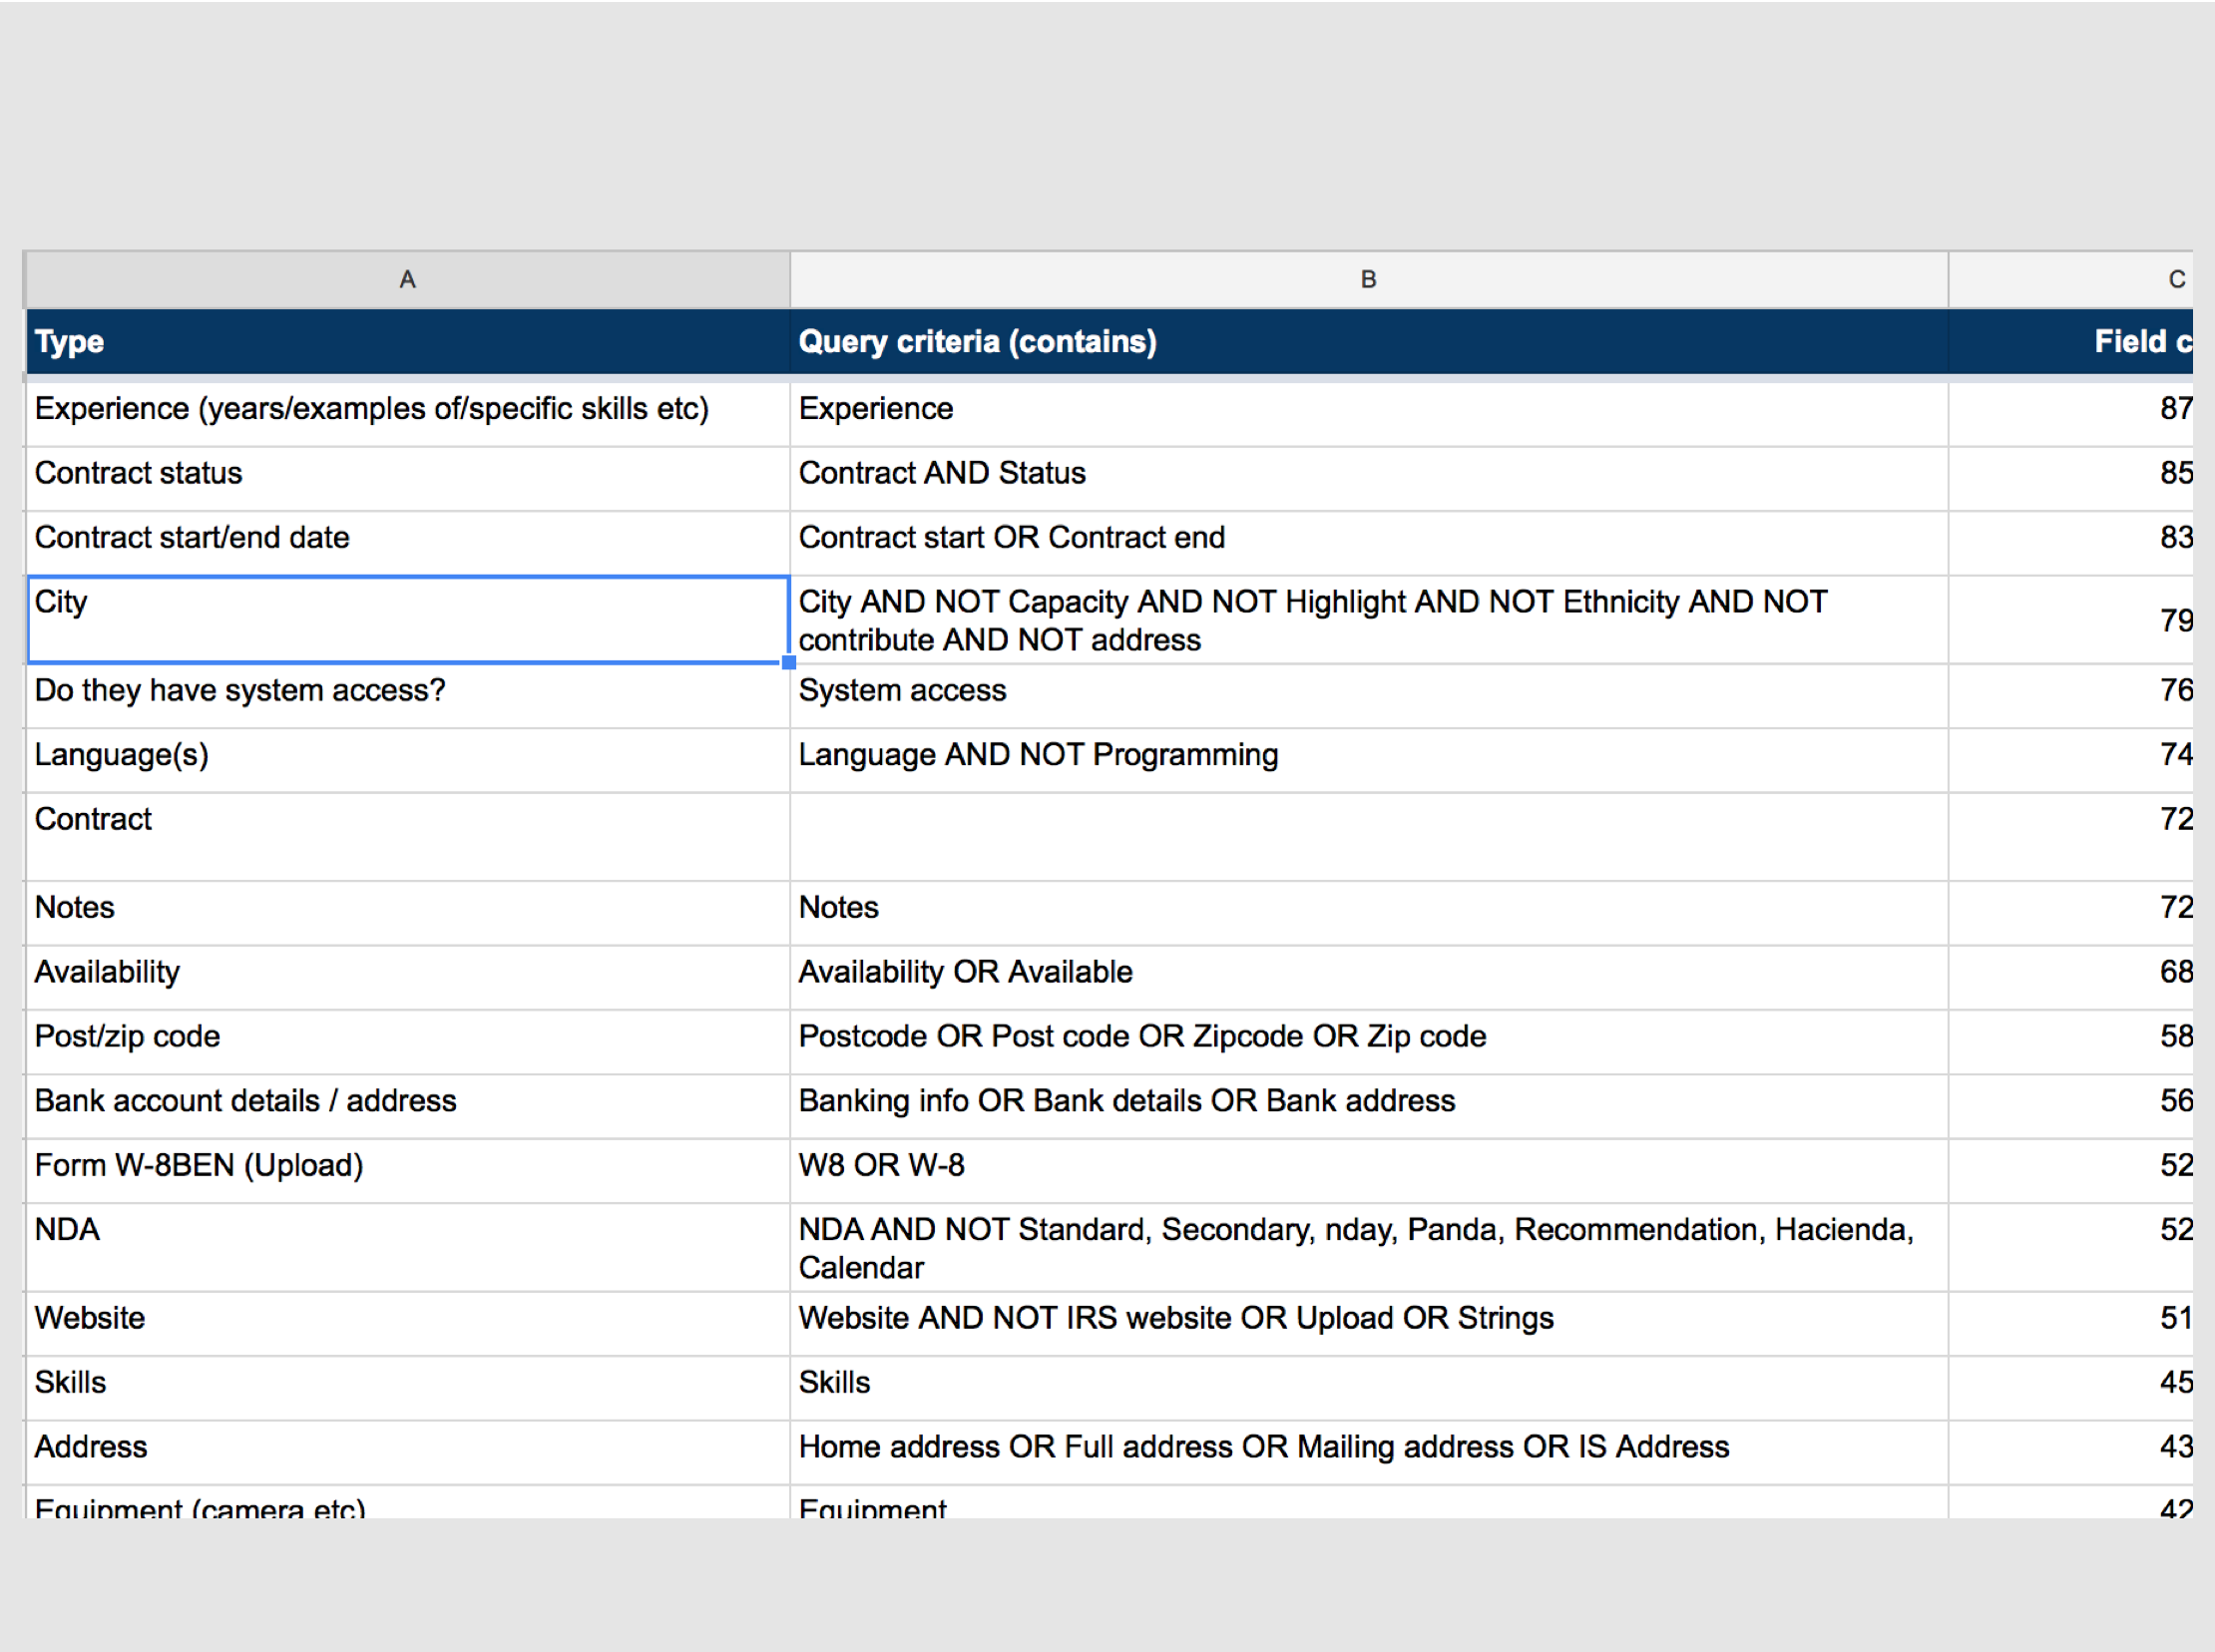 A B C
Type Query criteria (contains) Field c
Experience (years/examples of/specific skills etc) Experience 87
Contract status Contract AND Status 85
Contract start/end date Contract start OR Contract end 83
City City AND NOT Capacity AND NOT Highlight AND NOT Ethnicity AND NOT
contribute AND NOT address 79
Do they have system access? System access 76
Language(s) Language AND NOT Programming 74
Contract 72
Notes Notes 72
Availability Availability OR Available 68
Post/zip code Postcode OR Post code OR Zipcode OR Zip code 58
Bank account details / address Banking info OR Bank details OR Bank address 56
Form W-8BEN (Upload) W8 OR W-8 52
NDA NDA AND NOT Standard, Secondary, nday, Panda, Recommendation, Hacienda, 52
Calendar
Website Website AND NOT IRS website OR Upload OR Strings 51
Skills Skills 45
Address Home address OR Full address OR Mailing address OR IS Address 43
Equipment (camera etc) Equipment 42